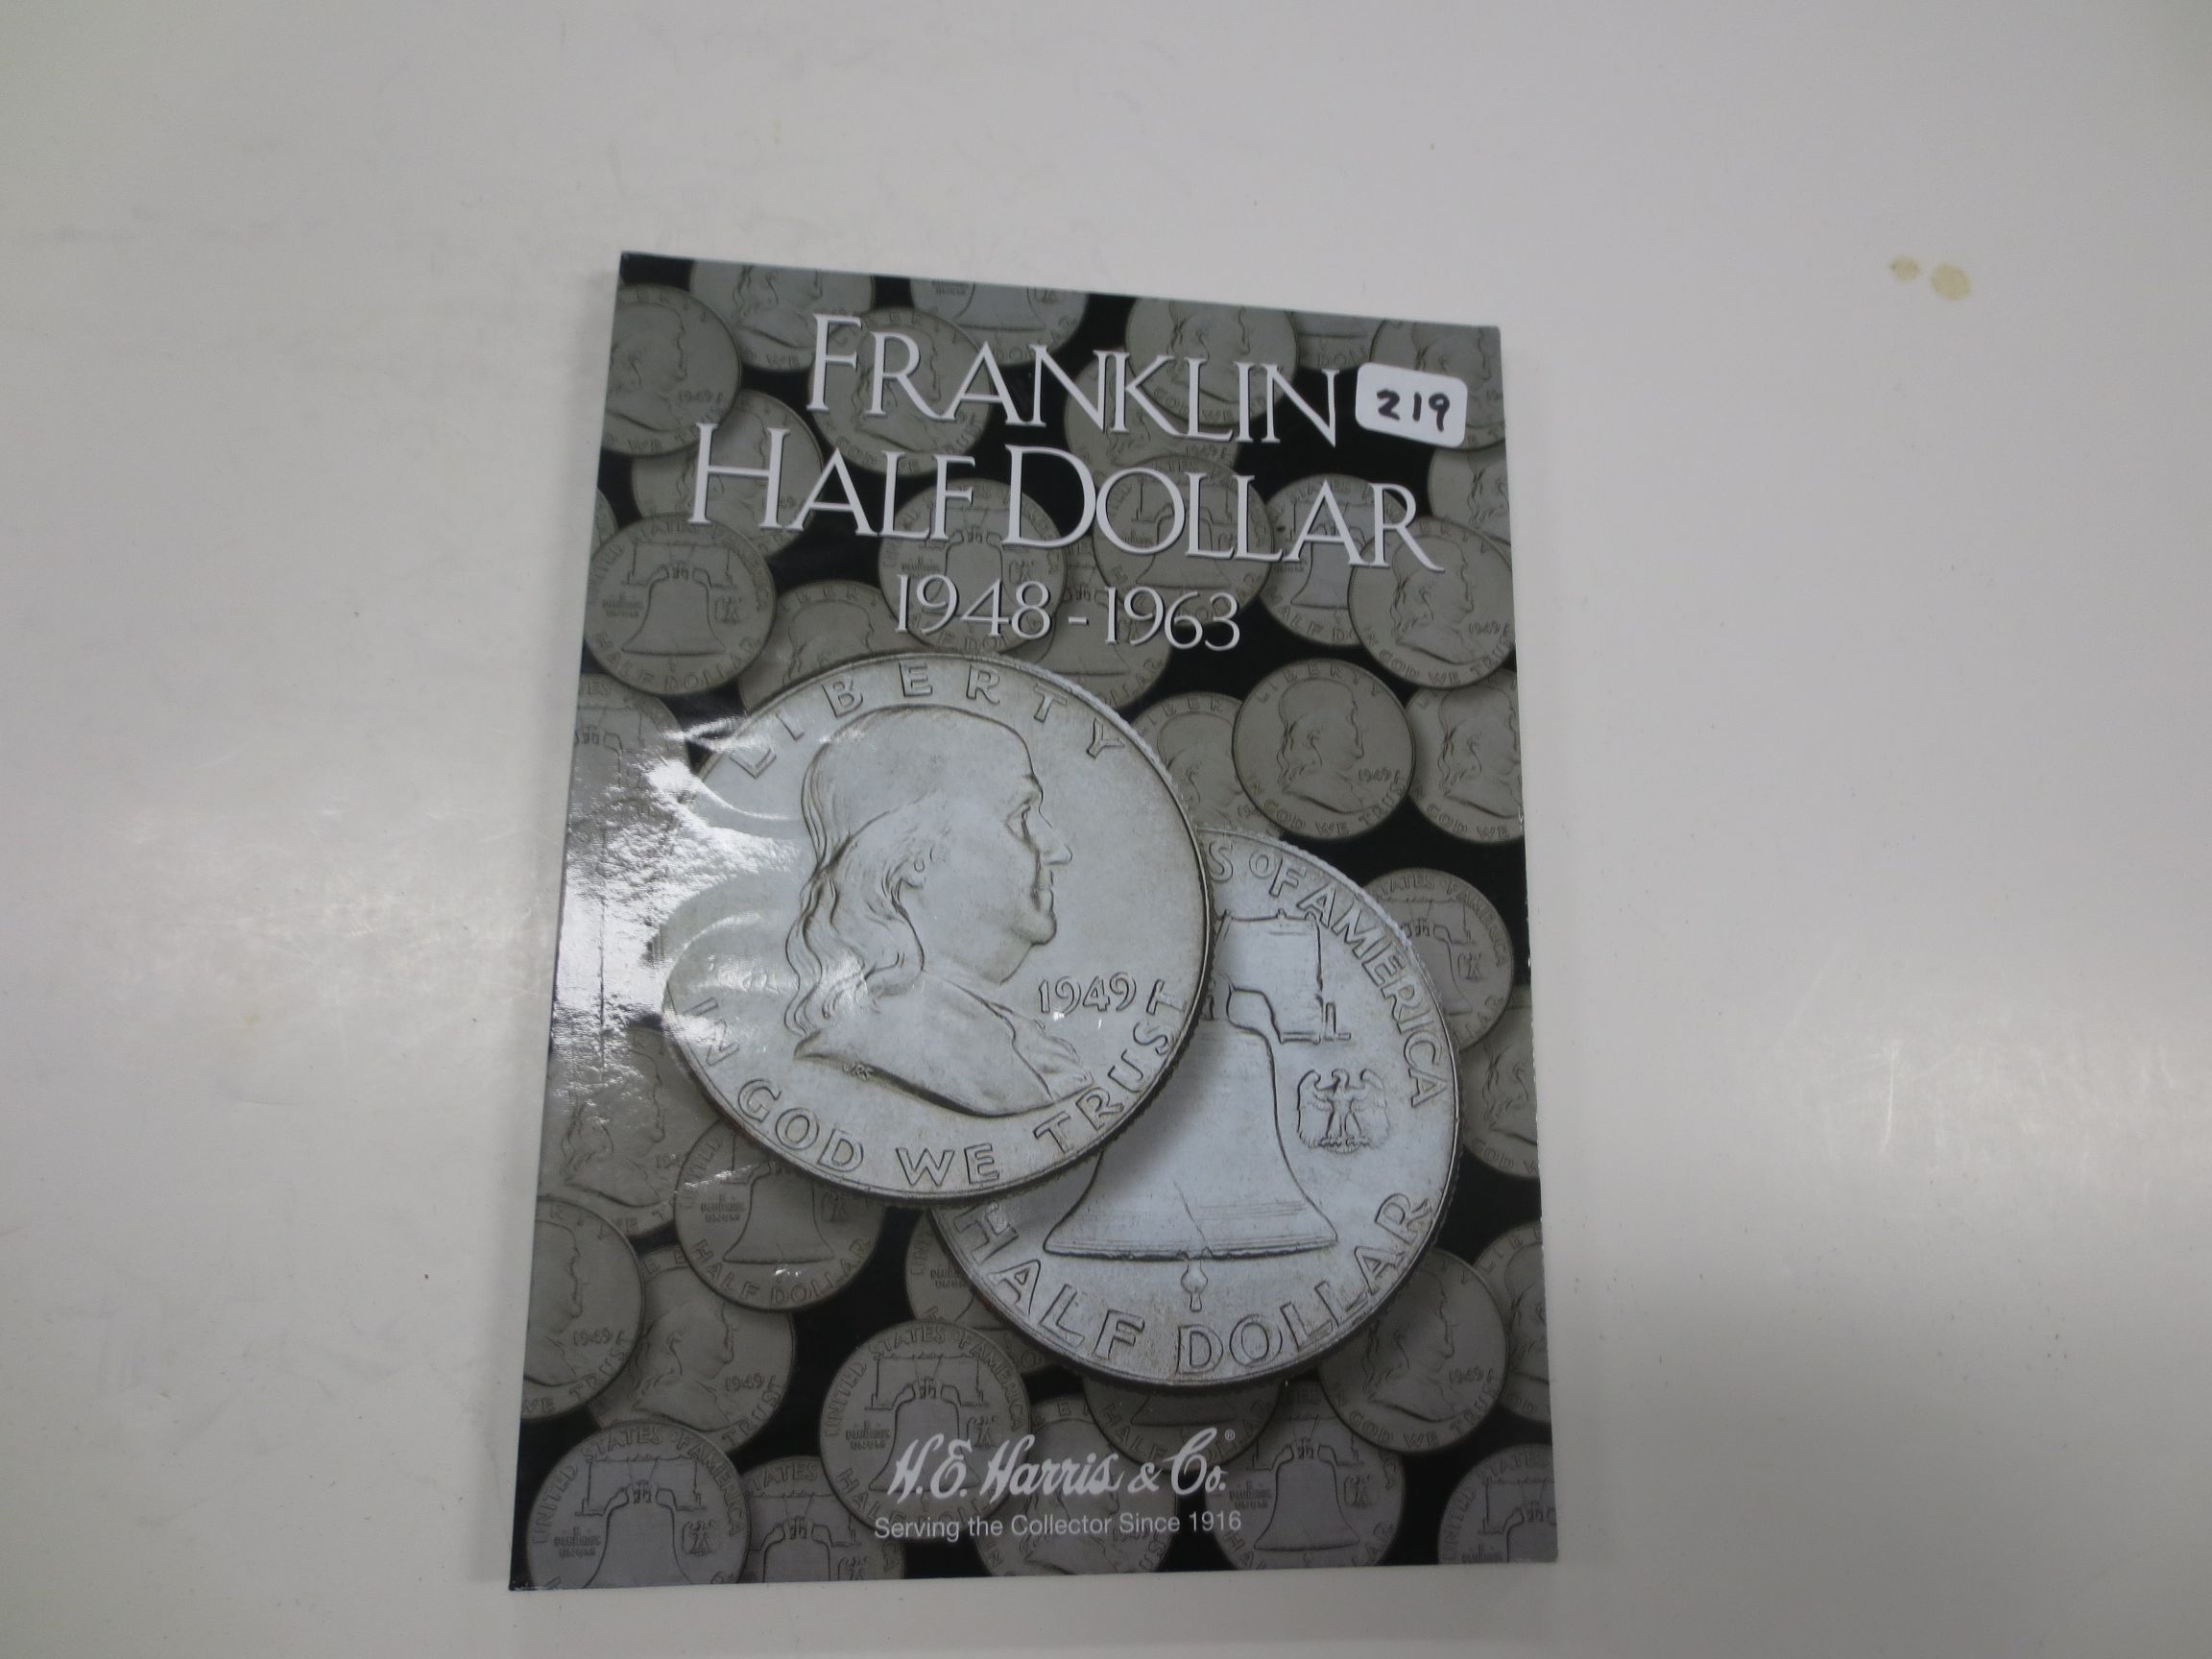 FRANKLIN
219
HALF DOLLAR
1948 - 1963
LIBERTY
1949
IN GOD WE TRUST
S OF AMERICA
HALF DOLLAR
H.E. Harris & Co.®
Serving the Collector Since 1916